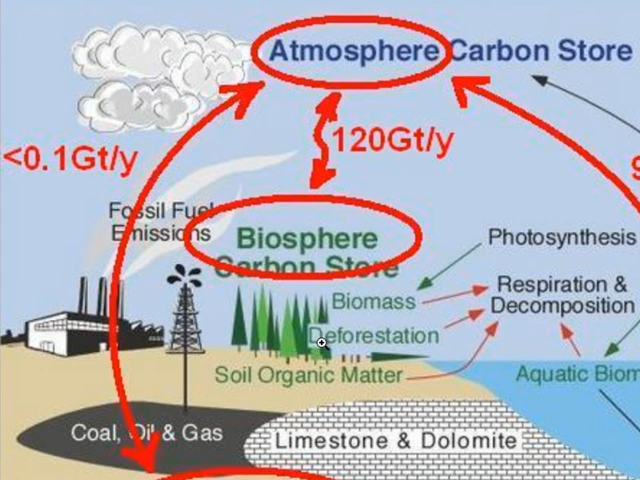 Atmosphere Carbon Store
120Gt/y
<0.1Gt/y
Fossil Fuel
Emissions
Biosphere
Carbon Store
Photosynthesis
Respiration &
Decomposition
Biomass
Deforestation
Soil Organic Matter
Aquatic Biom
Coal, Oil & Gas
Limestone & Dolomite